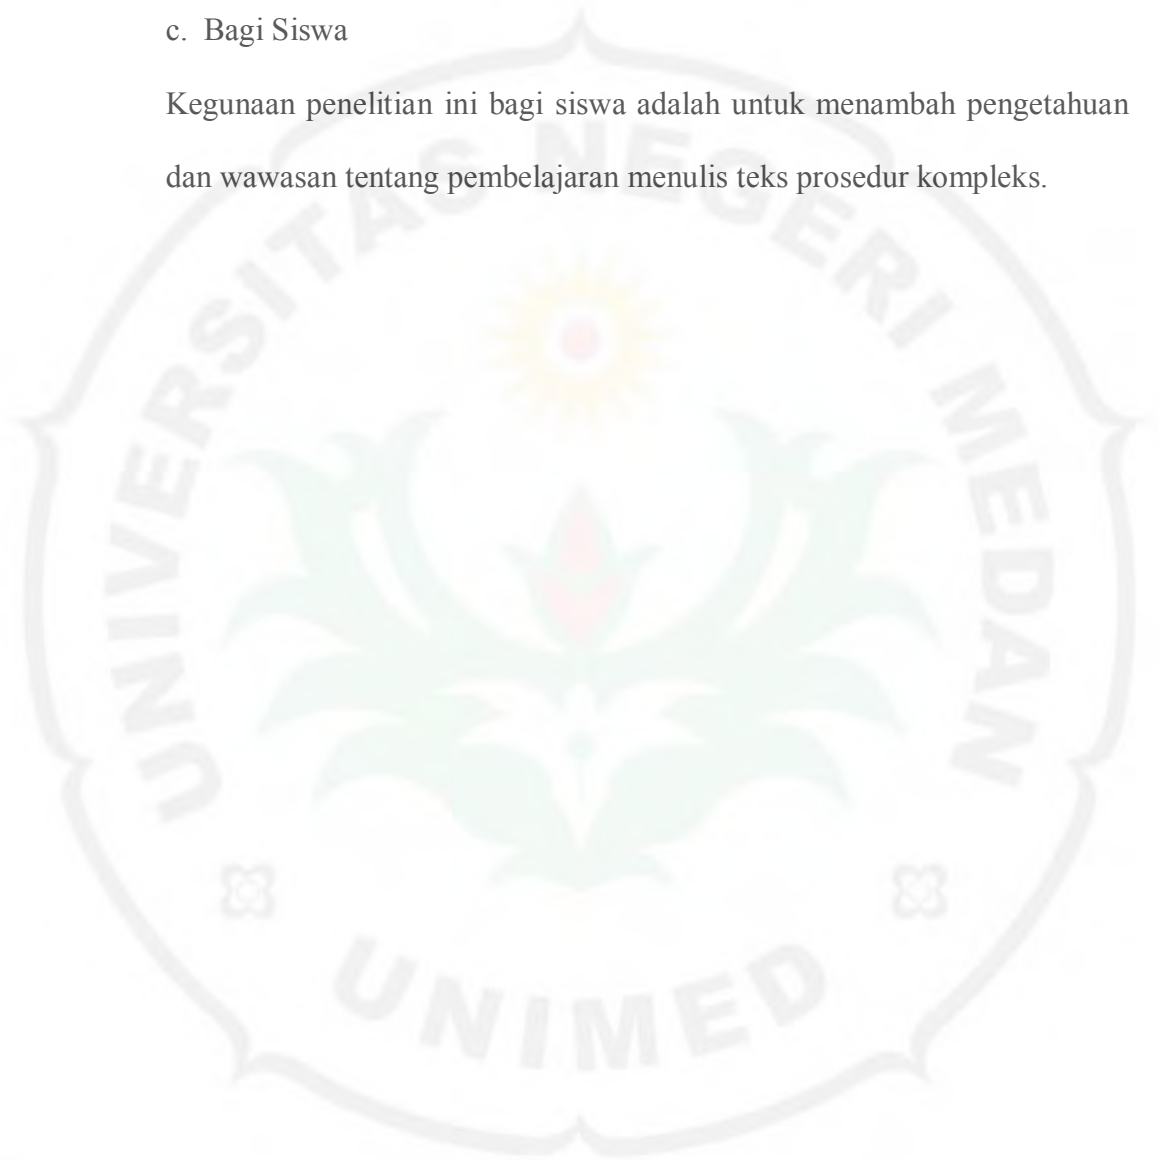 c. Bagi Siswa
Kegunaan penelitian ini bagi siswa adalah untuk menambah pengetahuan
dan wawasan tentang pembelajaran menulis teks prosedur kompleks.
UNIVERSITAS NEGERI MEDAN
UNIMED